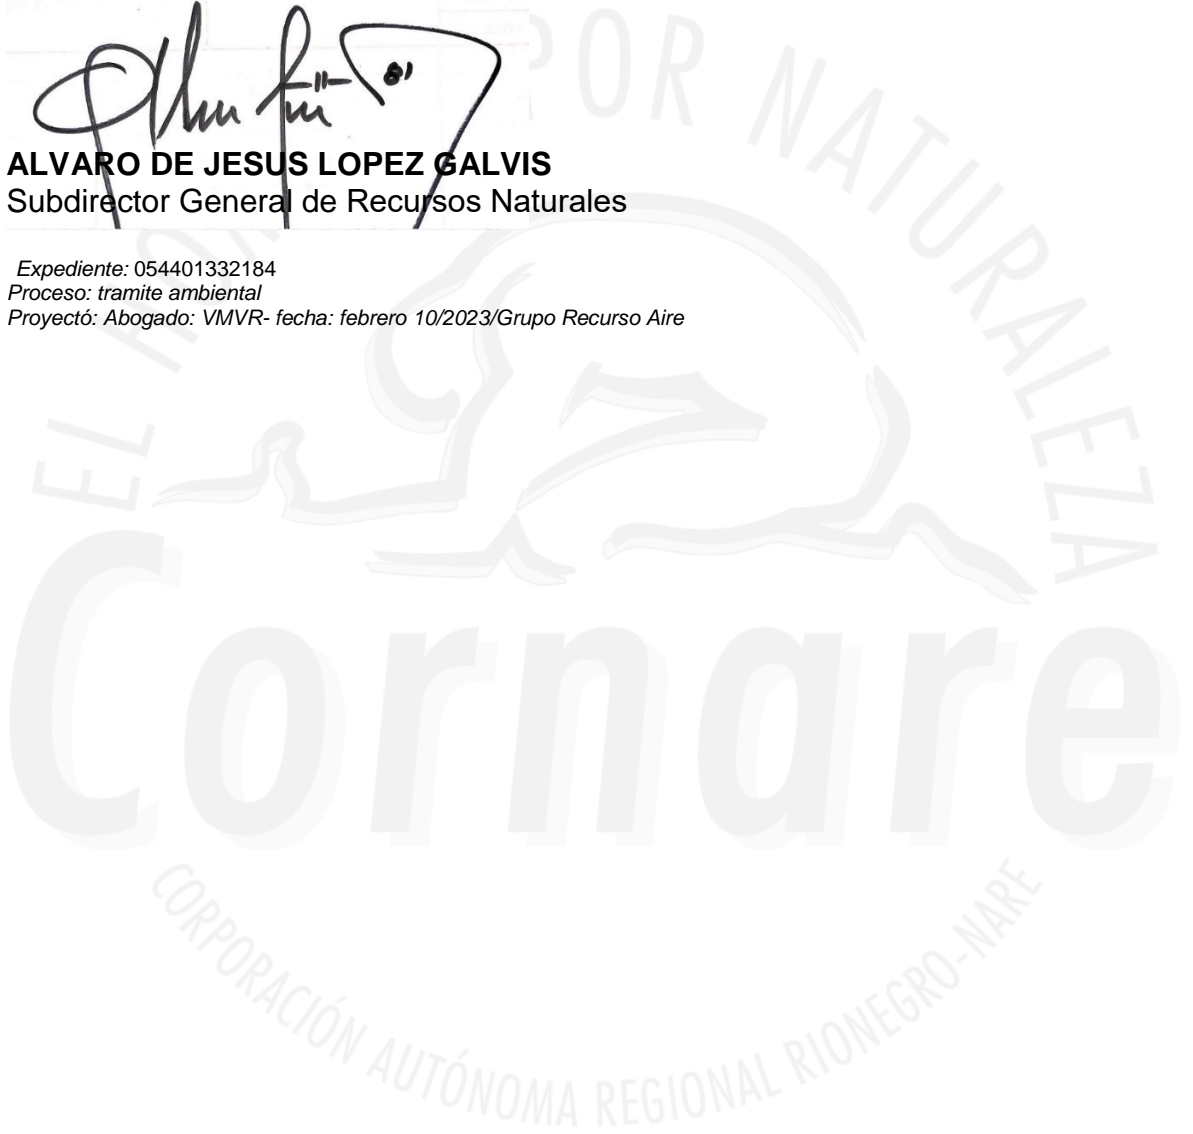 ALVARO DE JESUS LOPEZ GALVIS
Subdirector General de Recursos Naturales
Expediente: 054401332184
Proceso: tramite ambiental
Proyectó: Abogado: VMVR- fecha: febrero 10/2023/Grupo Recurso Aire
POR NATURALEZA
EL
Cornare
CORPORACIÓN AUTÓNOMA REGIONAL RIONEGRO-NARE